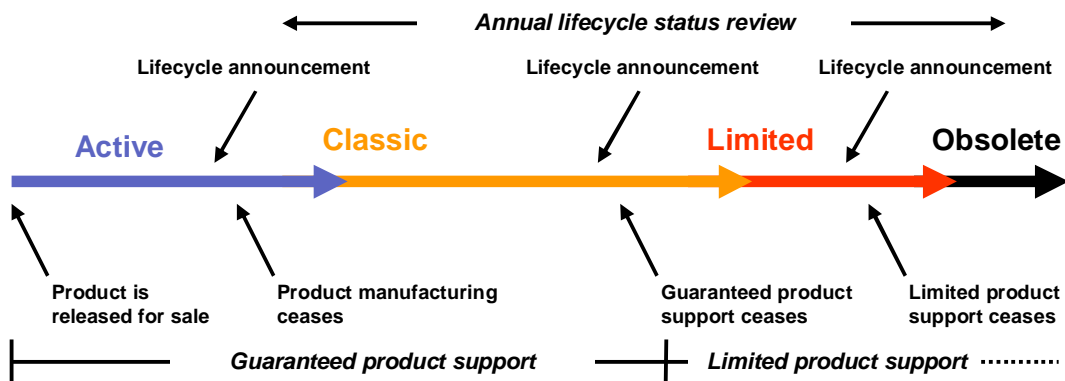 Annual lifecycle status review
Lifecycle announcement
Lifecycle announcement
Lifecycle announcement
Active
Classic
Limited
Obsolete
Product is
released for sale
Product manufacturing
ceases
Guaranteed product
support ceases
Limited product
support ceases
Guaranteed product support
Limited product support